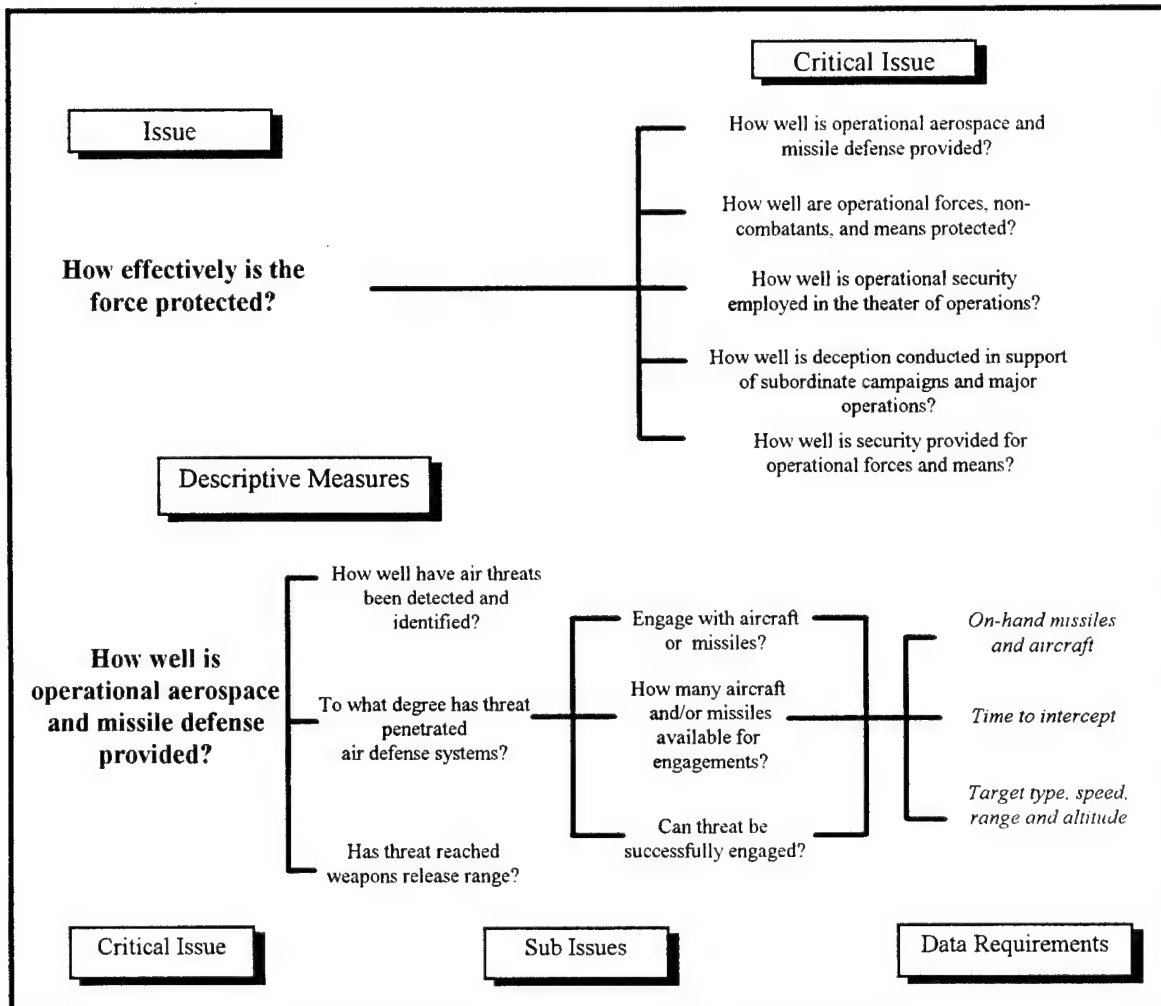 Critical Issue
Issue
How well is operational aerospace and
missile defense provided?
How well are operational forces, non-
combatants, and means protected?
How effectively is the
force protected?
How well is operational security
employed in the theater of operations?
How well is deception conducted in support
of subordinate campaigns and major
operations?
How well is security provided for
operational forces and means?
Descriptive Measures
How well is
operational aerospace
and missile defense
provided?
How well have air threats
been detected and
identified?
To what degree has threat
penetrated
air defense systems?
Has threat reached
weapons release range?
Engage with aircraft
or missiles?
How many aircraft
and/or missiles
available for
engagements?
Can threat be
successfully engaged?
On-hand missiles
and aircraft
Time to intercept
Target type, speed,
range and altitude
Critical Issue
Sub Issues
Data Requirements